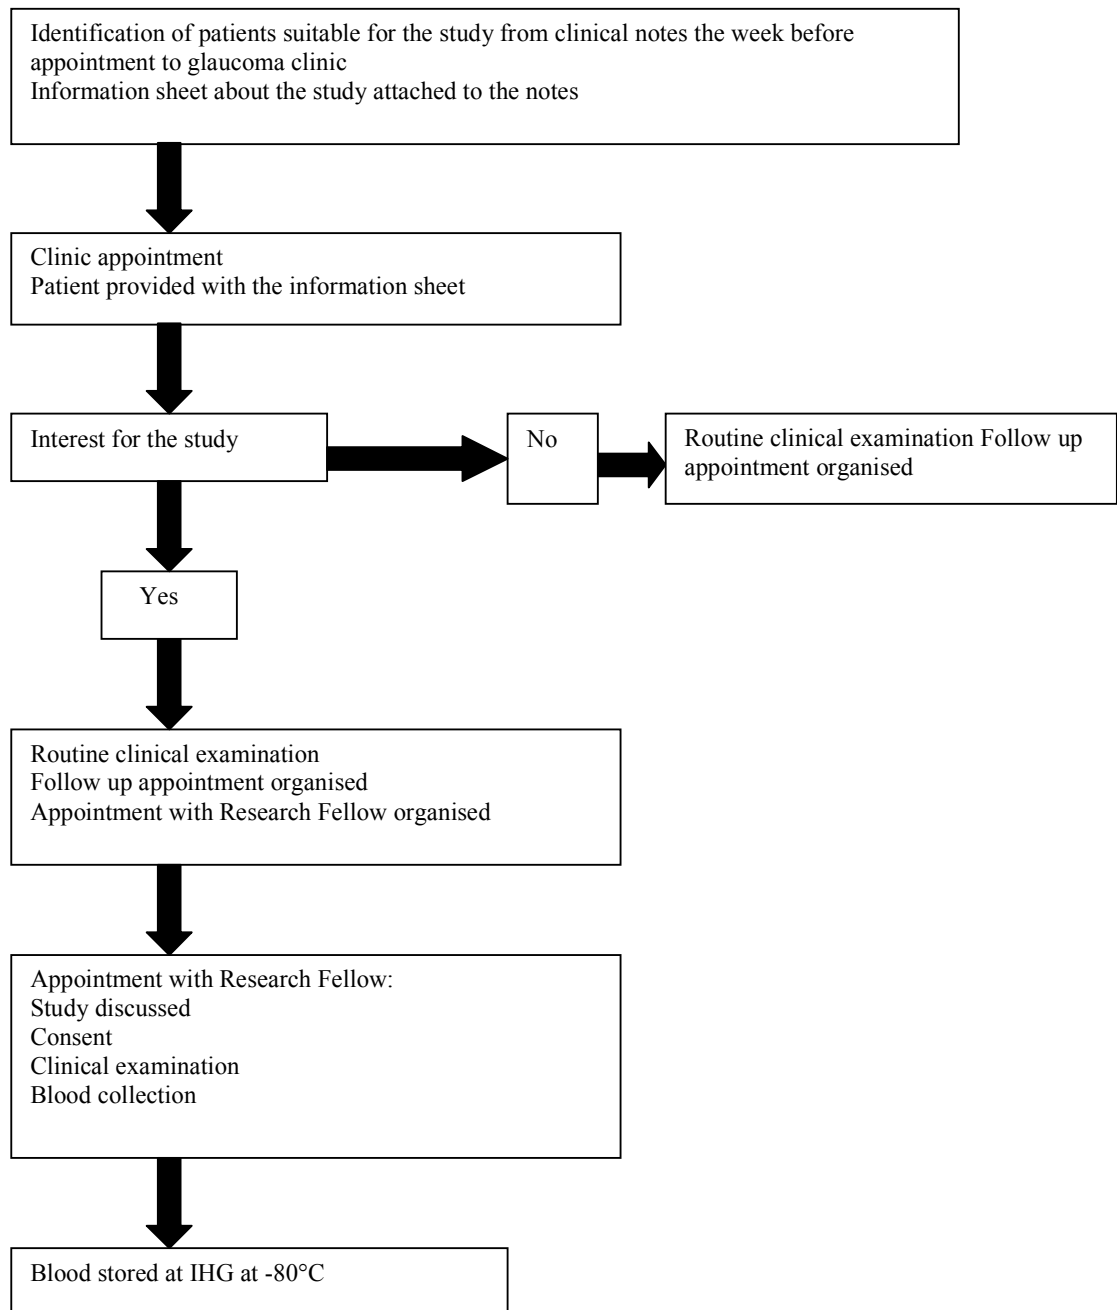 Identification of patients suitable for the study from clinical notes the week before
appointment to glaucoma clinic
Information sheet about the study attached to the notes
Clinic appointment
Patient provided with the information sheet
Interest for the study
No
Routine clinical examination Follow up
appointment organised
Yes
Routine clinical examination
Follow up appointment organised
Appointment with Research Fellow organised
Appointment with Research Fellow:
Study discussed
Consent
Clinical examination
Blood collection
Blood stored at IHG at -80°C